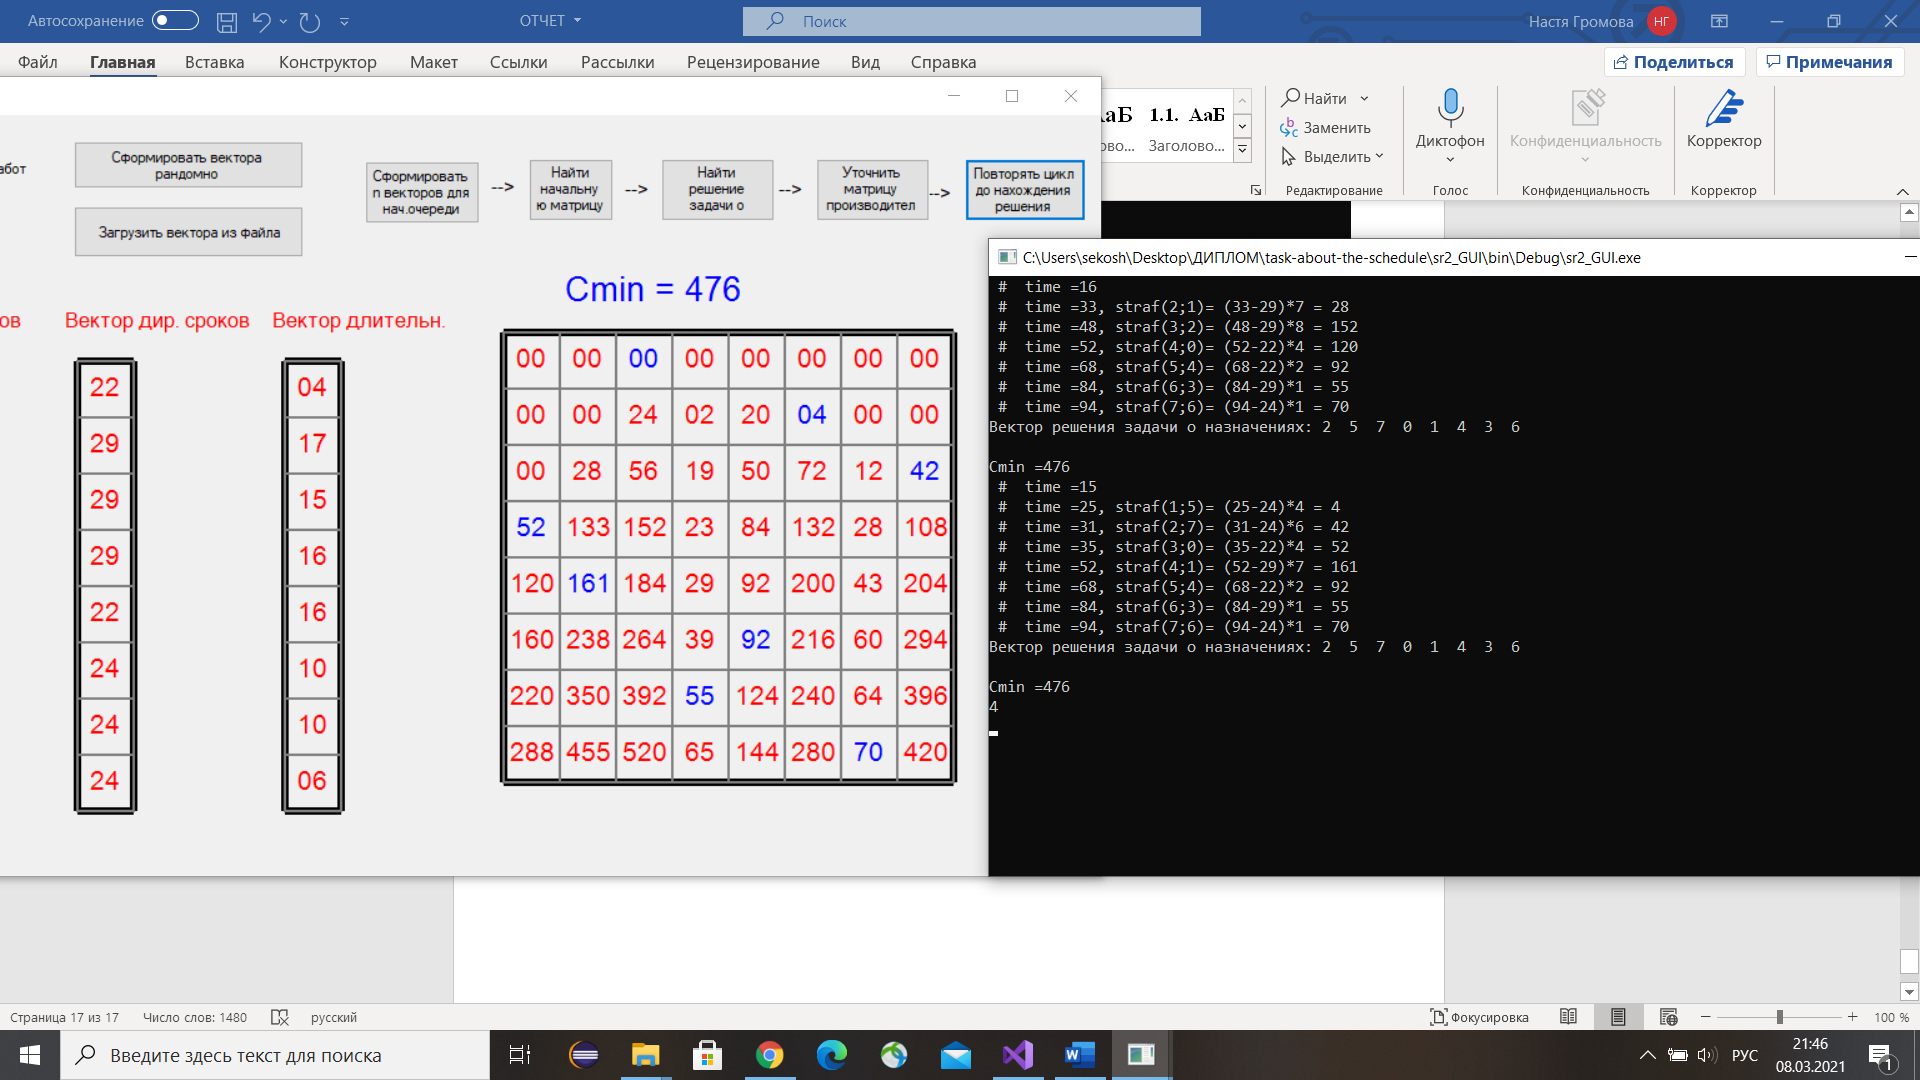 Автосохранение
ОТЧЕТ
Поиск
Настя Громова
НГ
Файл Главная Вставка Конструктор Макет Ссылки Рассылки Рецензирование Вид Справка
Поделиться
Примечания
1.1. АаБ
ово... Заголово...
Найти
Заменить
Выделить
Редактирование
Диктофон
Голос
Конфиденциальность
Конфиденциальность
Корректор
Корректор
абот
Сформировать вектора
рандомно
Загрузить вектора из файла
Сформировать
n векторов для
нач.очереди
-->
Найти
начальну
ю матрицу
-->
Найти
решение
задачи о
-->
Уточнить
матрицу
производител
-->
Повторять цикл
до нахождения
решения
Cmin = 476
ов
Вектор дир. сроков
Вектор длительн.
22
29
29
29
22
24
24
24
04
17
15
16
16
10
10
06
00 00 00 00 00 00 00 00
00 00 24 02 20 04 00 00
00 28 56 19 50 72 12 42
52 133 152 23 84 132 28 108
120 161 184 29 92 200 43 204
160 238 264 39 92 216 60 294
220 350 392 55 124 240 64 396
288 455 520 65 144 280 70 420
C:\Users\sekosh\Desktop\ДИПЛОМ\task-about-the-schedule\sr2_GUI\bin\Debug\sr2_GUI.exe
# time =16
# time =33, straf(2;1)= (33-29)*7 = 28
# time =48, straf(3;2)= (48-29)*8 = 152
# time =52, straf(4;0)= (52-22)*4 = 120
# time =68, straf(5;4)= (68-22)*2 = 92
# time =84, straf(6;3)= (84-29)*1 = 55
# time =94, straf(7;6)= (94-24)*1 = 70
Вектор решения задачи о назначениях: 2 5 7 0 1 4 3 6
Cmin =476
# time =15
# time =25, straf(1;5)= (25-24)*4 = 4
# time =31, straf(2;7)= (31-24)*6 = 42
# time =35, straf(3;0)= (35-22)*4 = 52
# time =52, straf(4;1)= (52-29)*7 = 161
# time =68, straf(5;4)= (68-22)*2 = 92
# time =84, straf(6;3)= (84-29)*1 = 55
# time =94, straf(7;6)= (94-24)*1 = 70
Вектор решения задачи о назначениях: 2 5 7 0 1 4 3 6
Cmin =476
4
Страница 17 из 17 Число слов: 1480 русский
Фокусировка
100 %
Введите здесь текст для поиска
РУС
21:46
08.03.2021
1